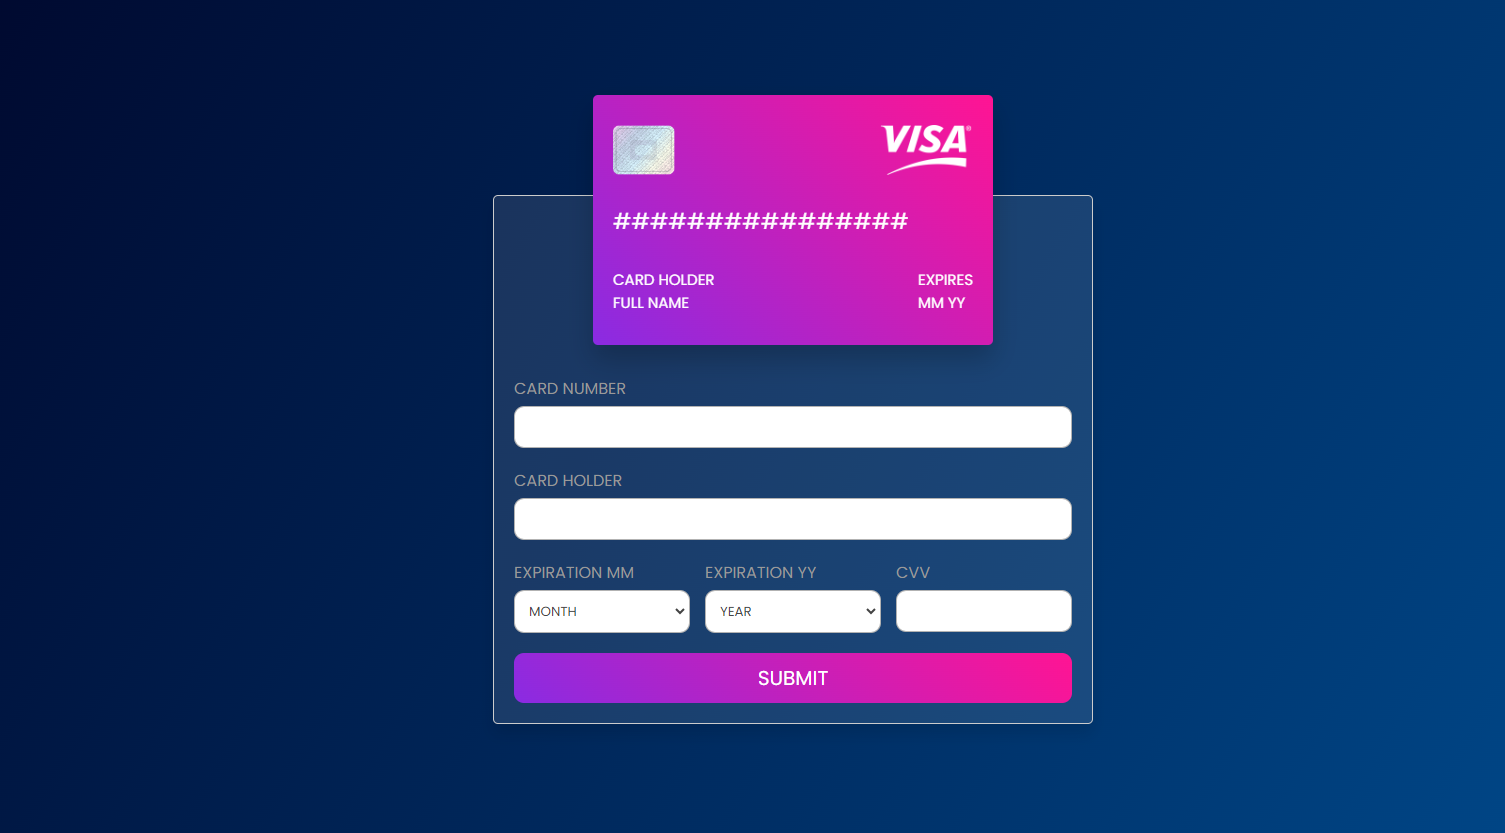 VISA®
################
CARD HOLDER
FULL NAME
EXPIRES
MM YY
CARD NUMBER
CARD HOLDER
EXPIRATION MM
EXPIRATION YY
CVV
MONTH
YEAR
SUBMIT